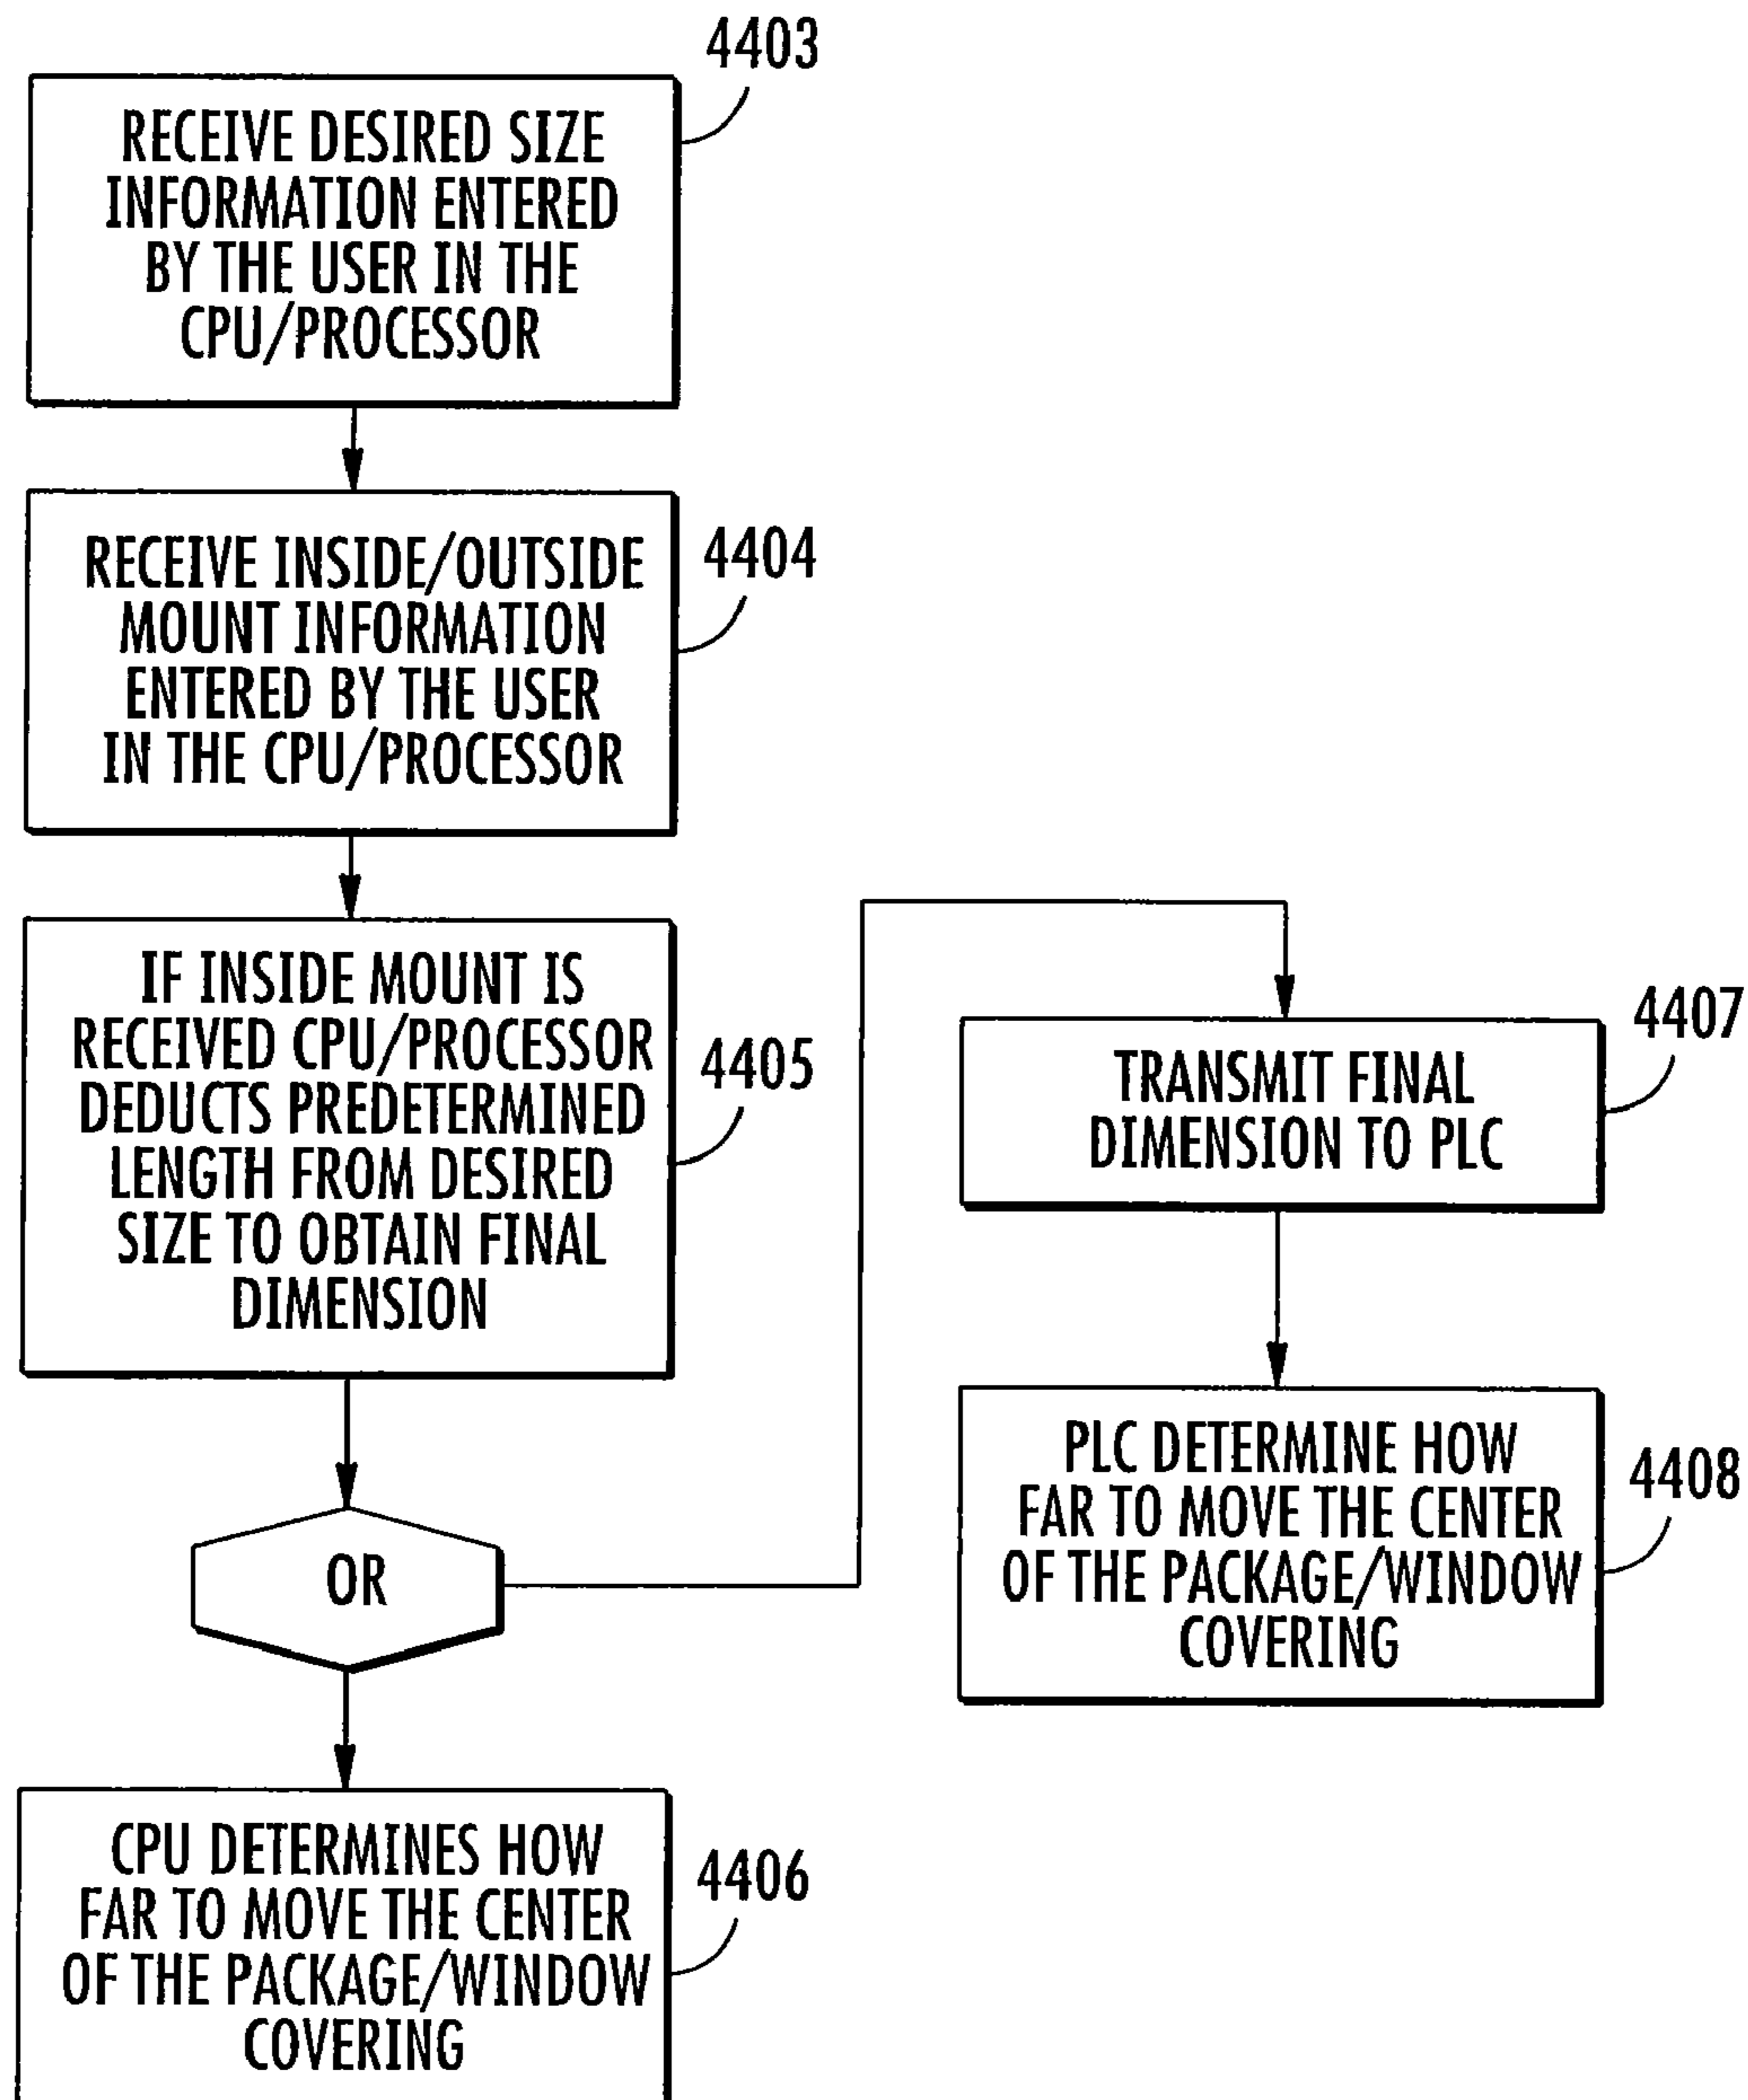 4403
RECEIVE DESIRED SIZE
INFORMATION ENTERED
BY THE USER IN THE
CPU/PROCESSOR
4404
RECEIVE INSIDE/OUTSIDE
MOUNT INFORMATION
ENTERED BY THE USER
IN THE CPU/PROCESSOR
4405
IF INSIDE MOUNT IS
RECEIVED CPU/PROCESSOR
DEDUCTS PREDETERMINED
LENGTH FROM DESIRED
SIZE TO OBTAIN FINAL
DIMENSION
OR
4406
CPU DETERMINES HOW
FAR TO MOVE THE CENTER
OF THE PACKAGE/WINDOW
COVERING
4407
TRANSMIT FINAL
DIMENSION TO PLC
4408
PLC DETERMINE HOW
FAR TO MOVE THE CENTER
OF THE PACKAGE/WINDOW
COVERING